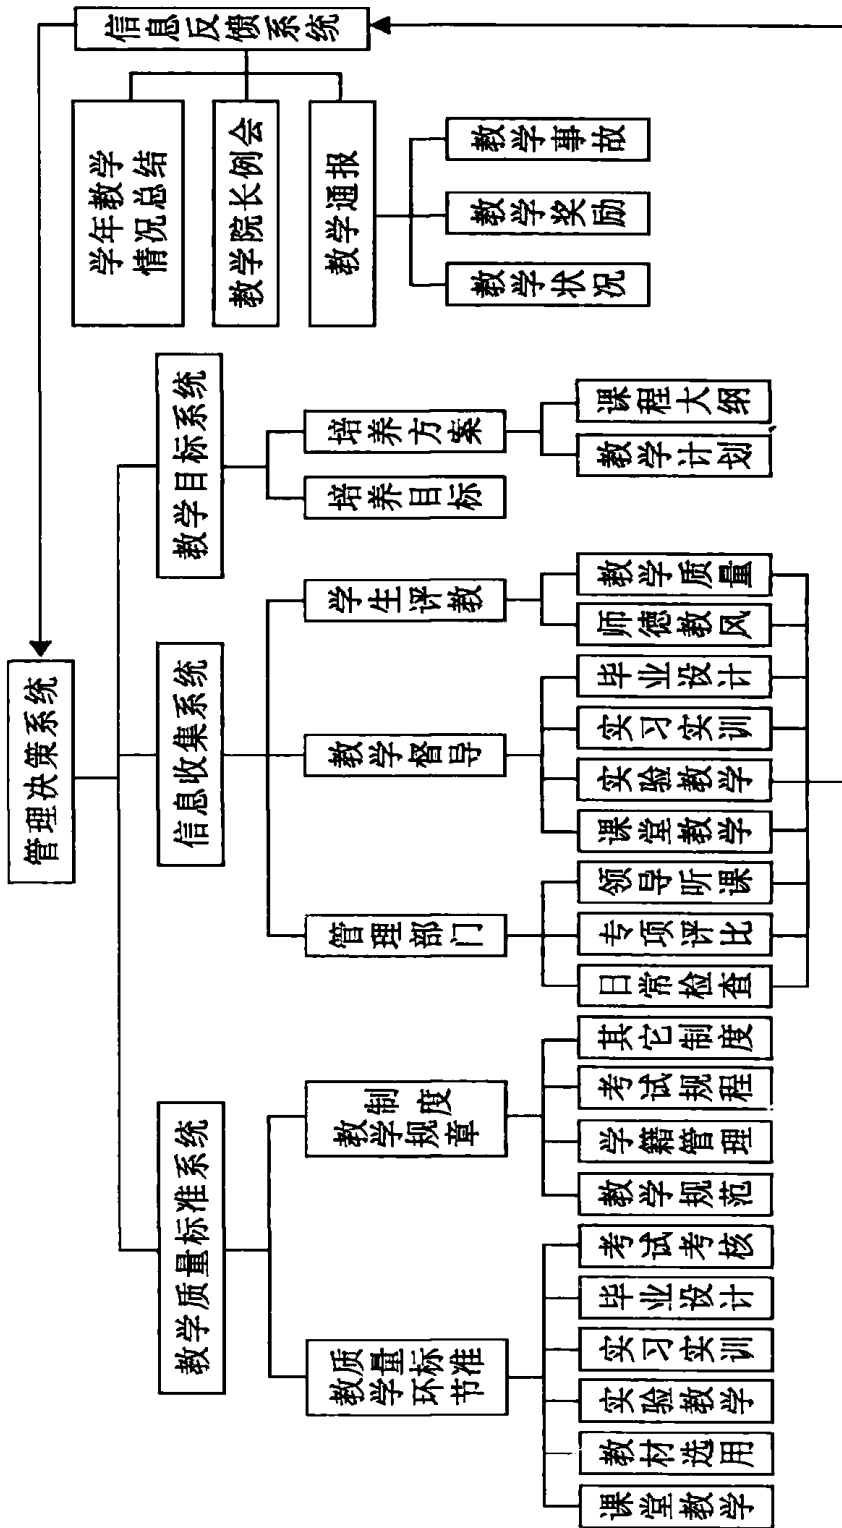 管理决策系统
信息反馈系统
教学质量标准系统
信息收集系统
教学目标系统
学年教学
情况总结
教学院长例会
教学通报
教学环节
质量标准
教学规章
制度
管理部门
教学督导
学生评教
培养目标
培养方案
教学状况
教学奖励
教学事故
课堂教学
教材选用
实验教学
实习实训
毕业设计
考试考核
教学规范
学籍管理
考试规程
其它制度
日常检查
专项评比
领导听课
课堂教学
实验教学
实习实训
毕业设计
师德教风
教学质量
教学计划
课程大纲